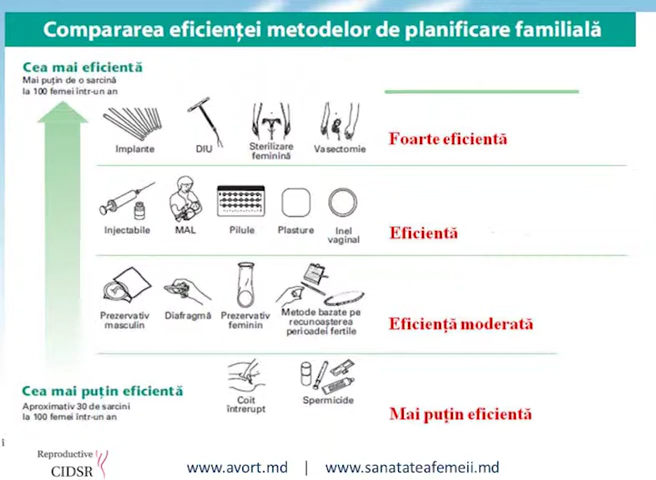 Compararea eficienței metodelor de planificare familială
Cea mai eficientă
Mai puțin de o sarcină
la 100 femei într-un an
Implante
DIU
Sterilizare
feminină
Vasectomie
Foarte eficientă
Injectabile
MAL
Pilule
Plasture
Inel
vaginal
Eficientă
Prezervativ
masculin
Diafragmă
Prezervativ
feminin
Metode bazate pe
recunoașterea
perioadei fertile
Eficiență moderată
Cea mai puțin eficientă
Aproximativ 30 de sarcini
la 100 femei într-un an
Coit
întrerupt
Spermicide
Mai puțin eficientă
i
Reproductive
CIDSR
www.avort.md | www.sanatateafemeii.md